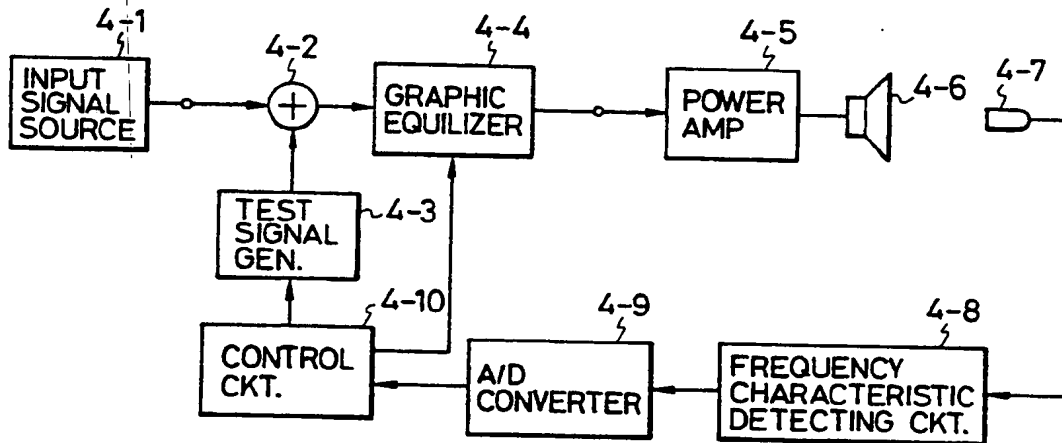 4-1
INPUT
SIGNAL
SOURCE
4-2
+
4-4
GRAPHIC
EQUILIZER
4-5
POWER
AMP
4-6
4-7
TEST
SIGNAL
GEN.
4-3
4-10
CONTROL
CKT.
4-9
A/D
CONVERTER
4-8
FREQUENCY
CHARACTERISTIC
DETECTING CKT.